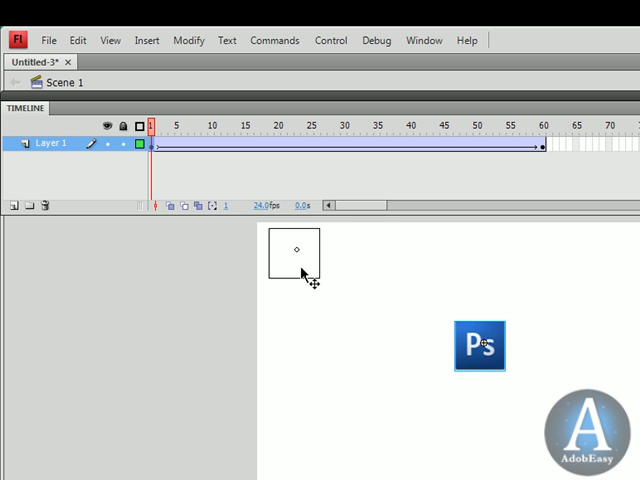 Fl File Edit View Insert Modify Text Commands Control Debug Window Help
Untitled-3* ×
Scene 1
TIMELINE
1 5 10 15 20 25 30 35 40 45 50 55 60 65 70
Layer 1
1 24.0fps 0.0s
Ps
A
AdobEasy